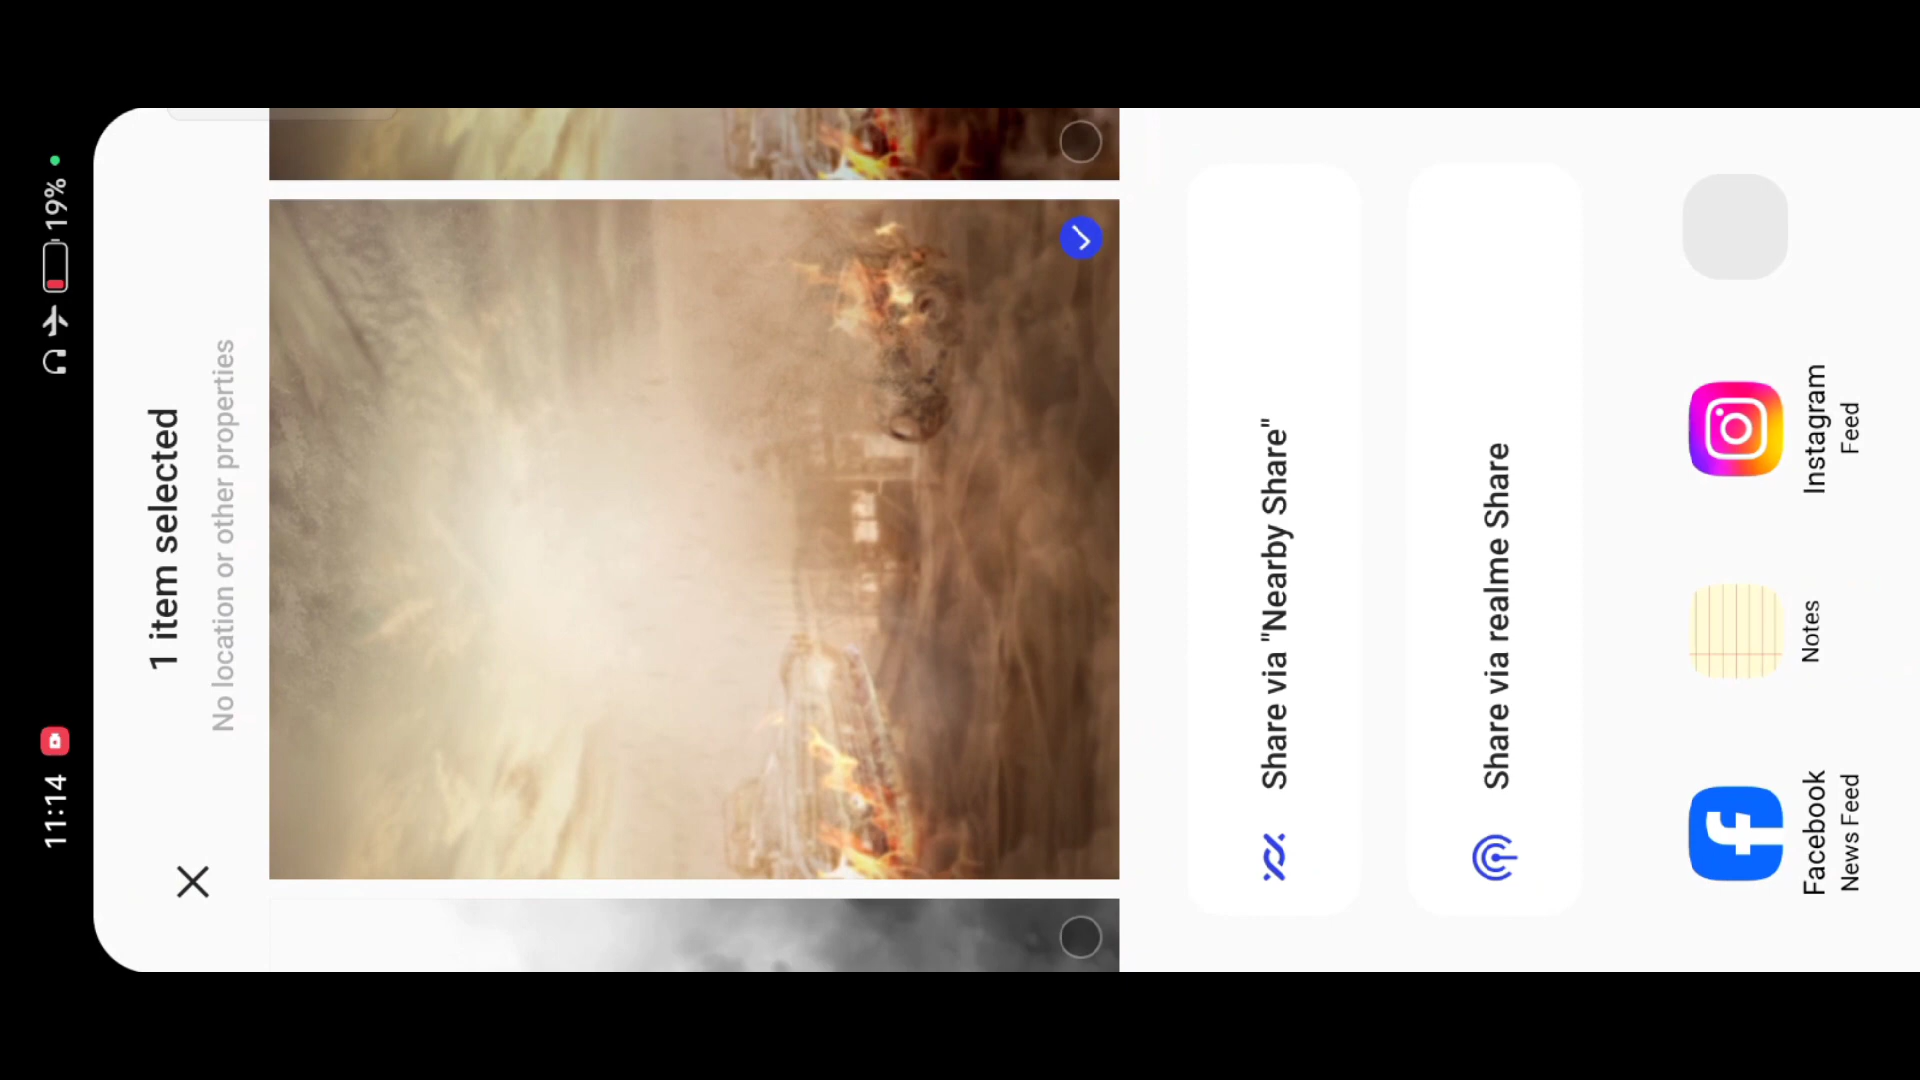 11:14
19%
1 item selected
No location or other properties
Share via "Nearby Share"
Share via realme Share
Facebook
News Feed
Notes
Instagram
Feed